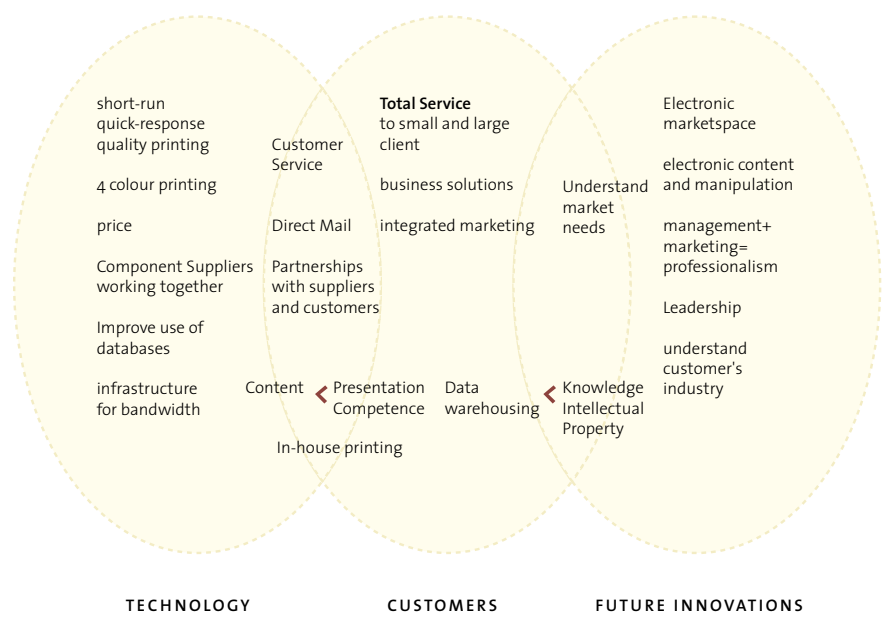 short-run
quick-response
quality printing
4 colour printing
price
Component Suppliers
working together
Improve use of
databases
infrastructure
for bandwidth
Customer
Service
Direct Mail
Partnerships
with suppliers
and customers
Content
<
Presentation
Competence
In-house printing
Total Service
to small and large
client
business solutions
integrated marketing
Data
warehousing
<
Understand
market
needs
Knowledge
Intellectual
Property
Electronic
marketspace
electronic content
and manipulation
management+
marketing=
professionalism
Leadership
understand
customer's
industry
TECHNOLOGY
CUSTOMERS
FUTURE INNOVATIONS